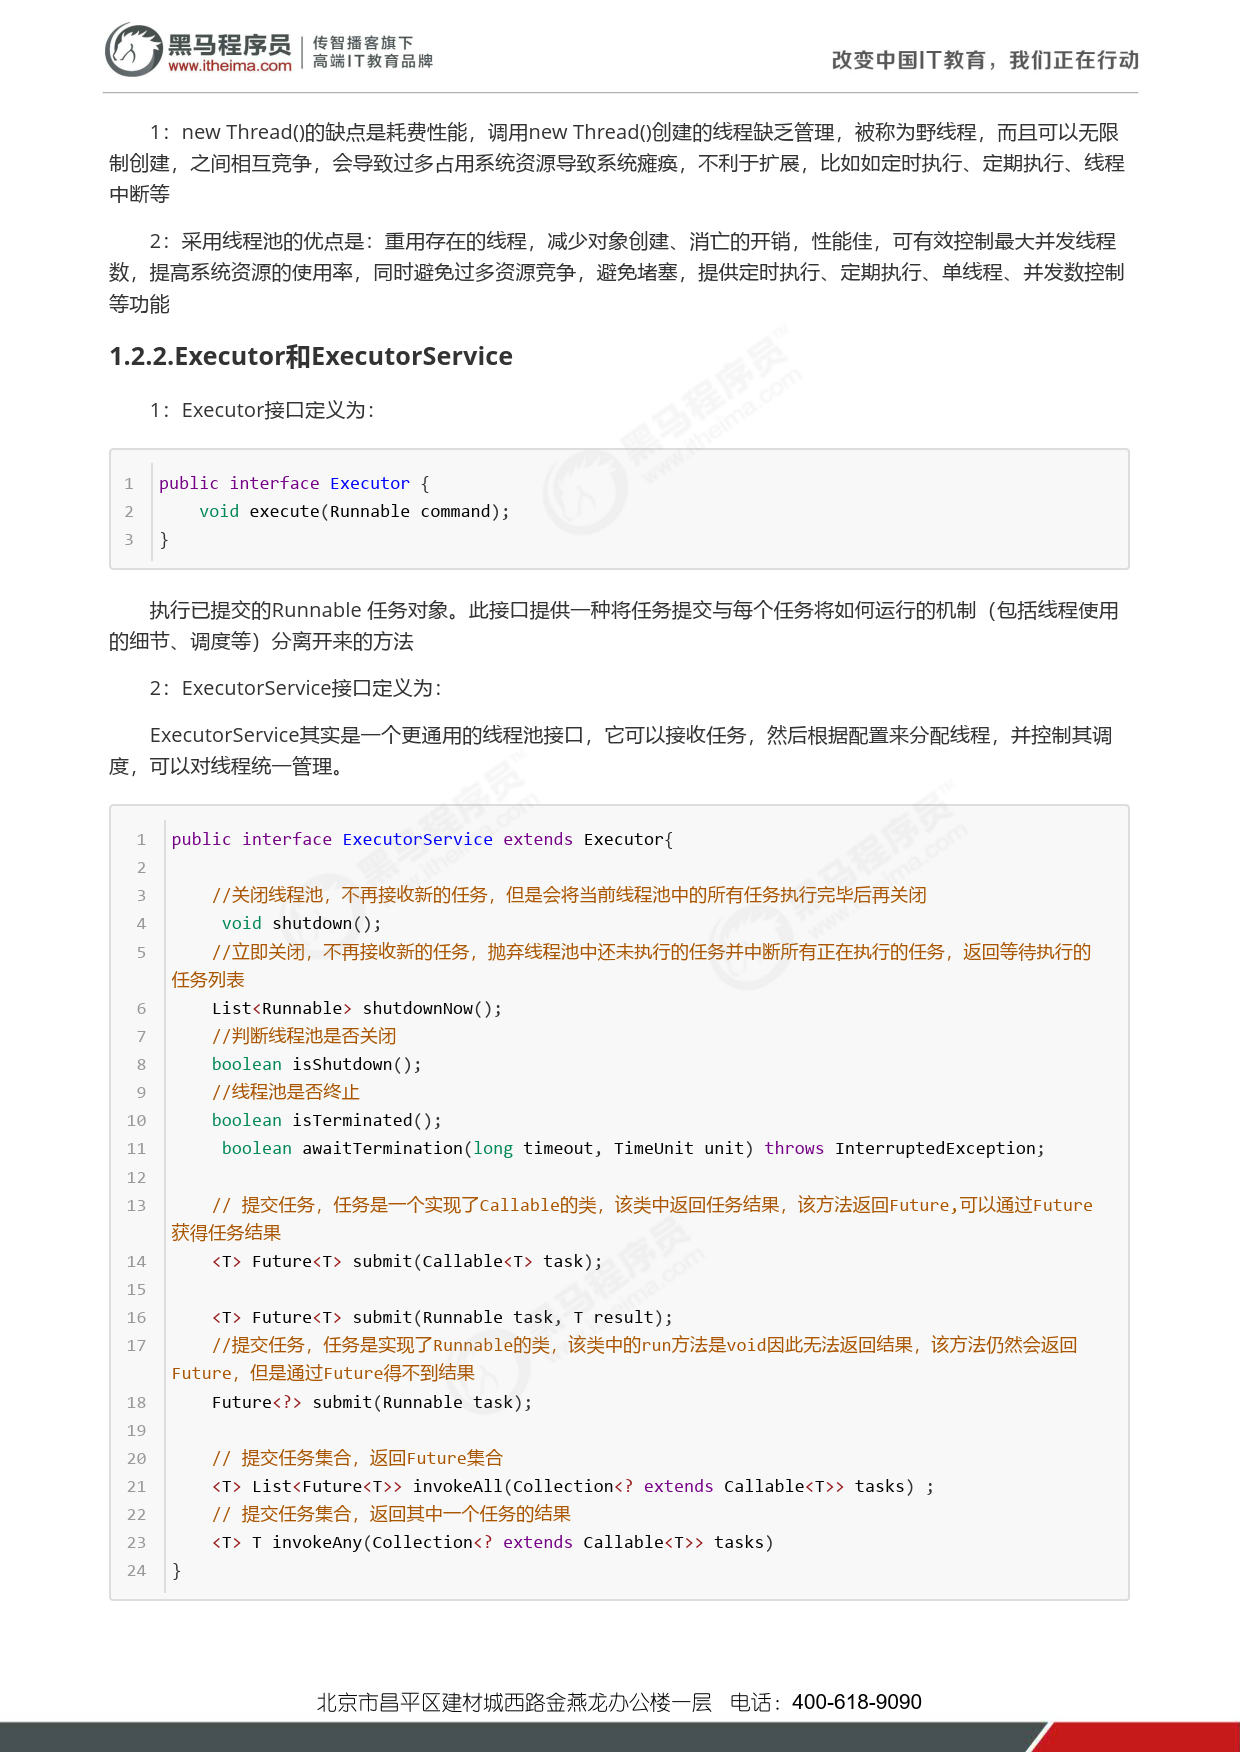 黑马程序员
www.itheima.com
传智播客旗下
高端IT教育品牌
改变中国IT教育，我们正在行动
1：new Thread()的缺点是耗费性能，调用new Thread()创建的线程缺乏管理，被称为野线程，而且可以无限
制创建，之间相互竞争，会导致过多占用系统资源导致系统瘫痪，不利于扩展，比如如定时执行、定期执行、线程
中断等
2：采用线程池的优点是：重用存在的线程，减少对象创建、消亡的开销，性能佳，可有效控制最大并发线程
数，提高系统资源的使用率，同时避免过多资源竞争，避免堵塞，提供定时执行、定期执行、单线程、并发数控制
等功能
1.2.2.Executor和ExecutorService
1：Executor接口定义为：
1 public interface Executor {
2     void execute(Runnable command);
3 }
执行已提交的Runnable 任务对象。此接口提供一种将任务提交与每个任务将如何运行的机制（包括线程使用
的细节、调度等）分离开来的方法
2：ExecutorService接口定义为：
ExecutorService其实是一个更通用的线程池接口，它可以接收任务，然后根据配置来分配线程，并控制其调
度，可以对线程统一管理。
1 public interface ExecutorService extends Executor{
2
3     //关闭线程池，不再接收新的任务，但是会将当前线程池中的所有任务执行完毕后再关闭
4      void shutdown();
5     //立即关闭，不再接收新的任务，抛弃线程池中还未执行的任务并中断所有正在执行的任务，返回等待执行的
任务列表
6     List<Runnable> shutdownNow();
7     //判断线程池是否关闭
8     boolean isShutdown();
9     //线程池是否终止
10     boolean isTerminated();
11      boolean awaitTermination(long timeout, TimeUnit unit) throws InterruptedException;
12
13     // 提交任务，任务是一个实现了Callable的类，该类中返回任务结果，该方法返回Future,可以通过Future
获得任务结果
14     <T> Future<T> submit(Callable<T> task);
15
16     <T> Future<T> submit(Runnable task, T result);
17     //提交任务，任务是实现了Runnable的类，该类中的run方法是void因此无法返回结果，该方法仍然会返回
Future，但是通过Future得不到结果
18     Future<?> submit(Runnable task);
19
20     // 提交任务集合，返回Future集合
21     <T> List<Future<T>> invokeAll(Collection<? extends Callable<T>> tasks) ;
22     // 提交任务集合，返回其中一个任务的结果
23     <T> T invokeAny(Collection<? extends Callable<T>> tasks)
24 }
北京市昌平区建材城西路金燕龙办公楼一层 电话：400-618-9090